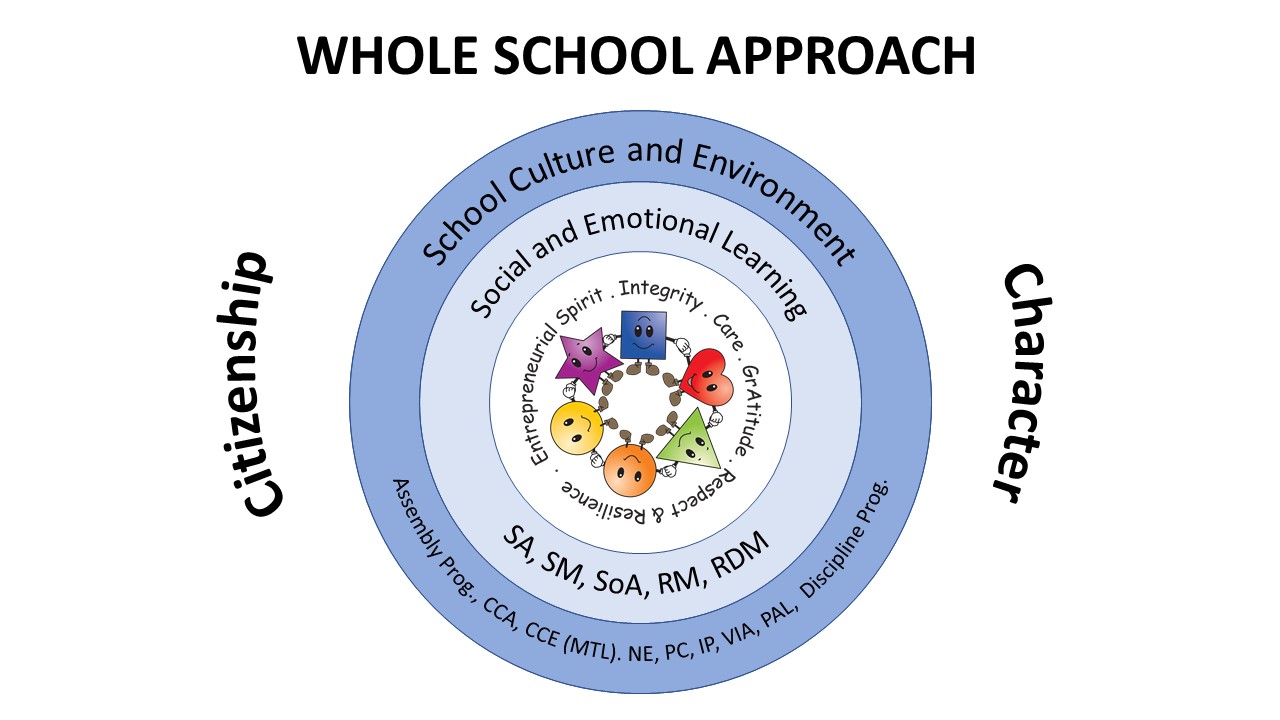 WHOLE SCHOOL APPROACH
School Culture and Environment
Social and Emotional Learning
Entrepreneurial Spirit . Integrity . Care . GrAtitude . Respect & Resilience .
SA, SM, SoA, RM, RDM
Assembly Prog., CCA, CCE (MTL). NE, PC, IP, VIA, PAL, Discipline Prog.
Citizenship
Character